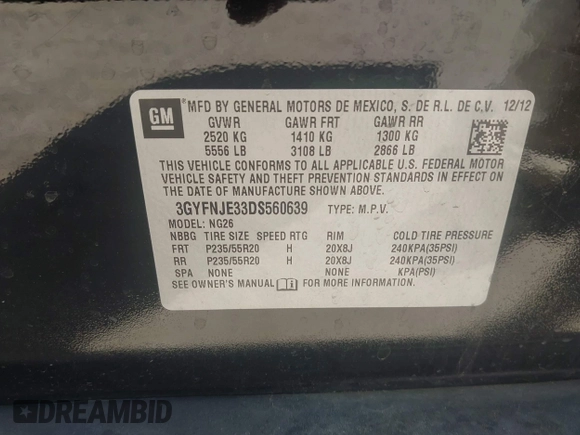 GM
MFD BY GENERAL MOTORS DE MEXICO, S. DE R.L. DE C.V. 12/12
GVWR GAWR FRT GAWR RR
2520 KG 1410 KG 1300 KG
5556 LB 3108 LB 2866 LB
THIS VEHICLE CONFORMS TO ALL APPLICABLE U.S. FEDERAL MOTOR
VEHICLE SAFETY AND THEFT PREVENTION STANDARDS IN EFFECT ON
THE DATE OF MANUFACTURE SHOWN ABOVE.
3GYFNJE33DS560639 TYPE: M.P.V.
MODEL: NG26
NBBG TIRE SIZE SPEED RTG RIM COLD TIRE PRESSURE
FRT P235/55R20 H 20X8J 240KPA(35PSI)
RR P235/55R20 H 20X8J 240KPA(35PSI)
SPA NONE NONE KPA(PSI)
SEE OWNER'S MANUAL FOR MORE INFORMATION.
DREAMBID